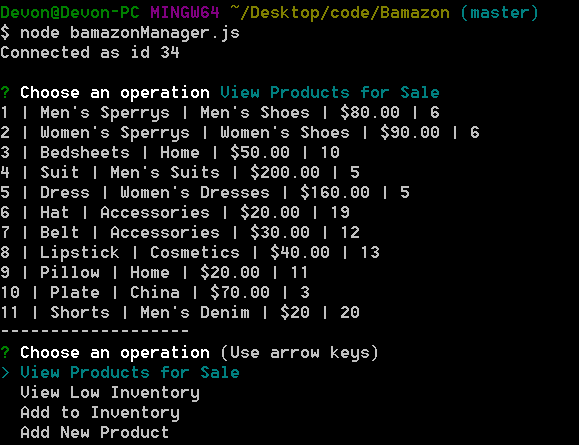 Devon@Devon-PC MINGW64 ~/Desktop/code/Bamazon (master)
$ node bamazonManager.js
Connected as id 34
? Choose an operation View Products for Sale
1 | Men's Sperrys | Men's Shoes | $80.00 | 6
2 | Women's Sperrys | Women's Shoes | $90.00 | 6
3 | Bedsheets | Home | $50.00 | 10
4 | Suit | Men's Suits | $200.00 | 5
5 | Dress | Women's Dresses | $160.00 | 5
6 | Hat | Accessories | $20.00 | 19
7 | Belt | Accessories | $30.00 | 12
8 | Lipstick | Cosmetics | $40.00 | 13
9 | Pillow | Home | $20.00 | 11
10 | Plate | China | $70.00 | 3
11 | Shorts | Men's Denim | $20 | 20
-------------------
? Choose an operation (Use arrow keys)
> View Products for Sale
View Low Inventory
Add to Inventory
Add New Product